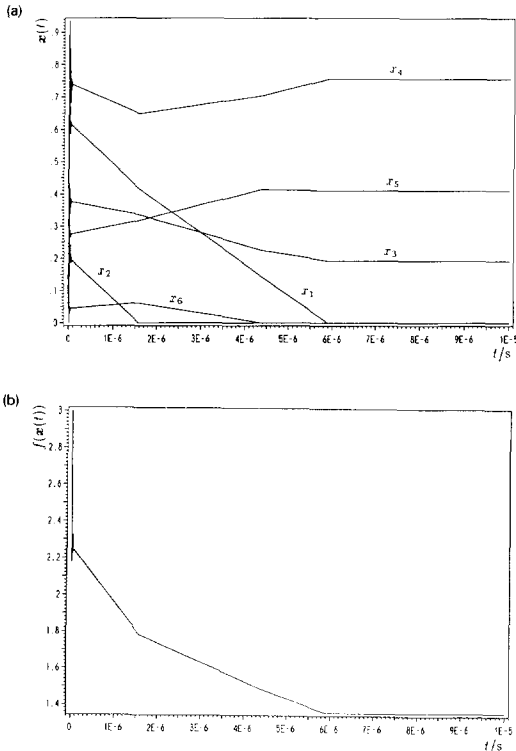 (a)
x(t)
.9
.8
.7
.6
.5
.4
.3
.2
.1
0
x₄
x₅
x₃
x₂
x₆
x₁
0 1E-6 2E-6 3E-6 4E-6 5E-6 6E-6 7E-6 8E-6 9E-6 1E-5
t/s
(b)
f(x(t))
3
2.8
2.6
2.4
2.2
2
1.8
1.6
1.4
0 1E-6 2E-6 3E-6 4E-6 5E-6 6E-6 7E-6 8E-6 9E-6 1E-5
t/s